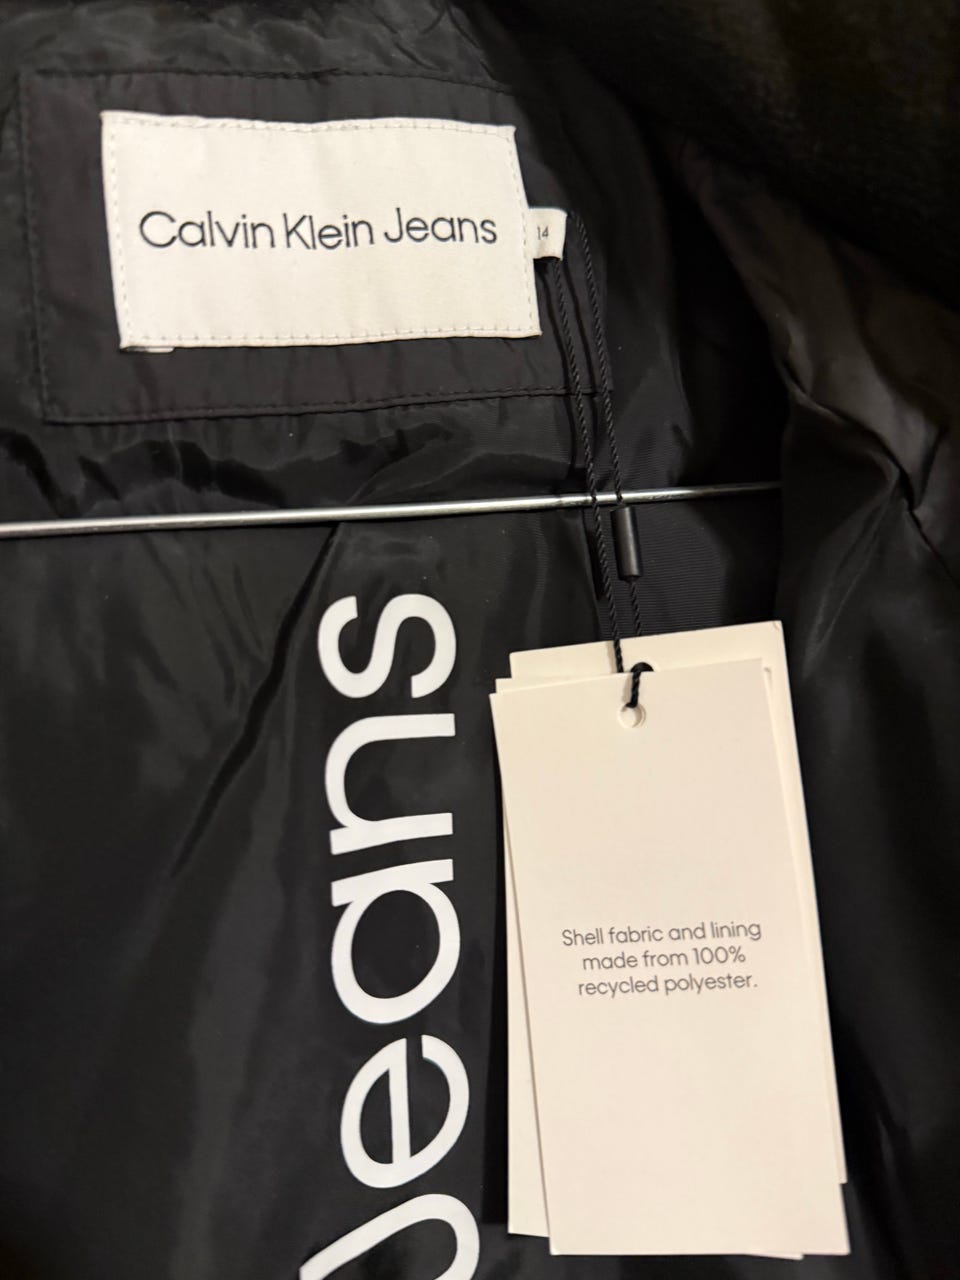 Calvin Klein Jeans
14
Jeans
Shell fabric and lining
made from 100%
recycled polyester.